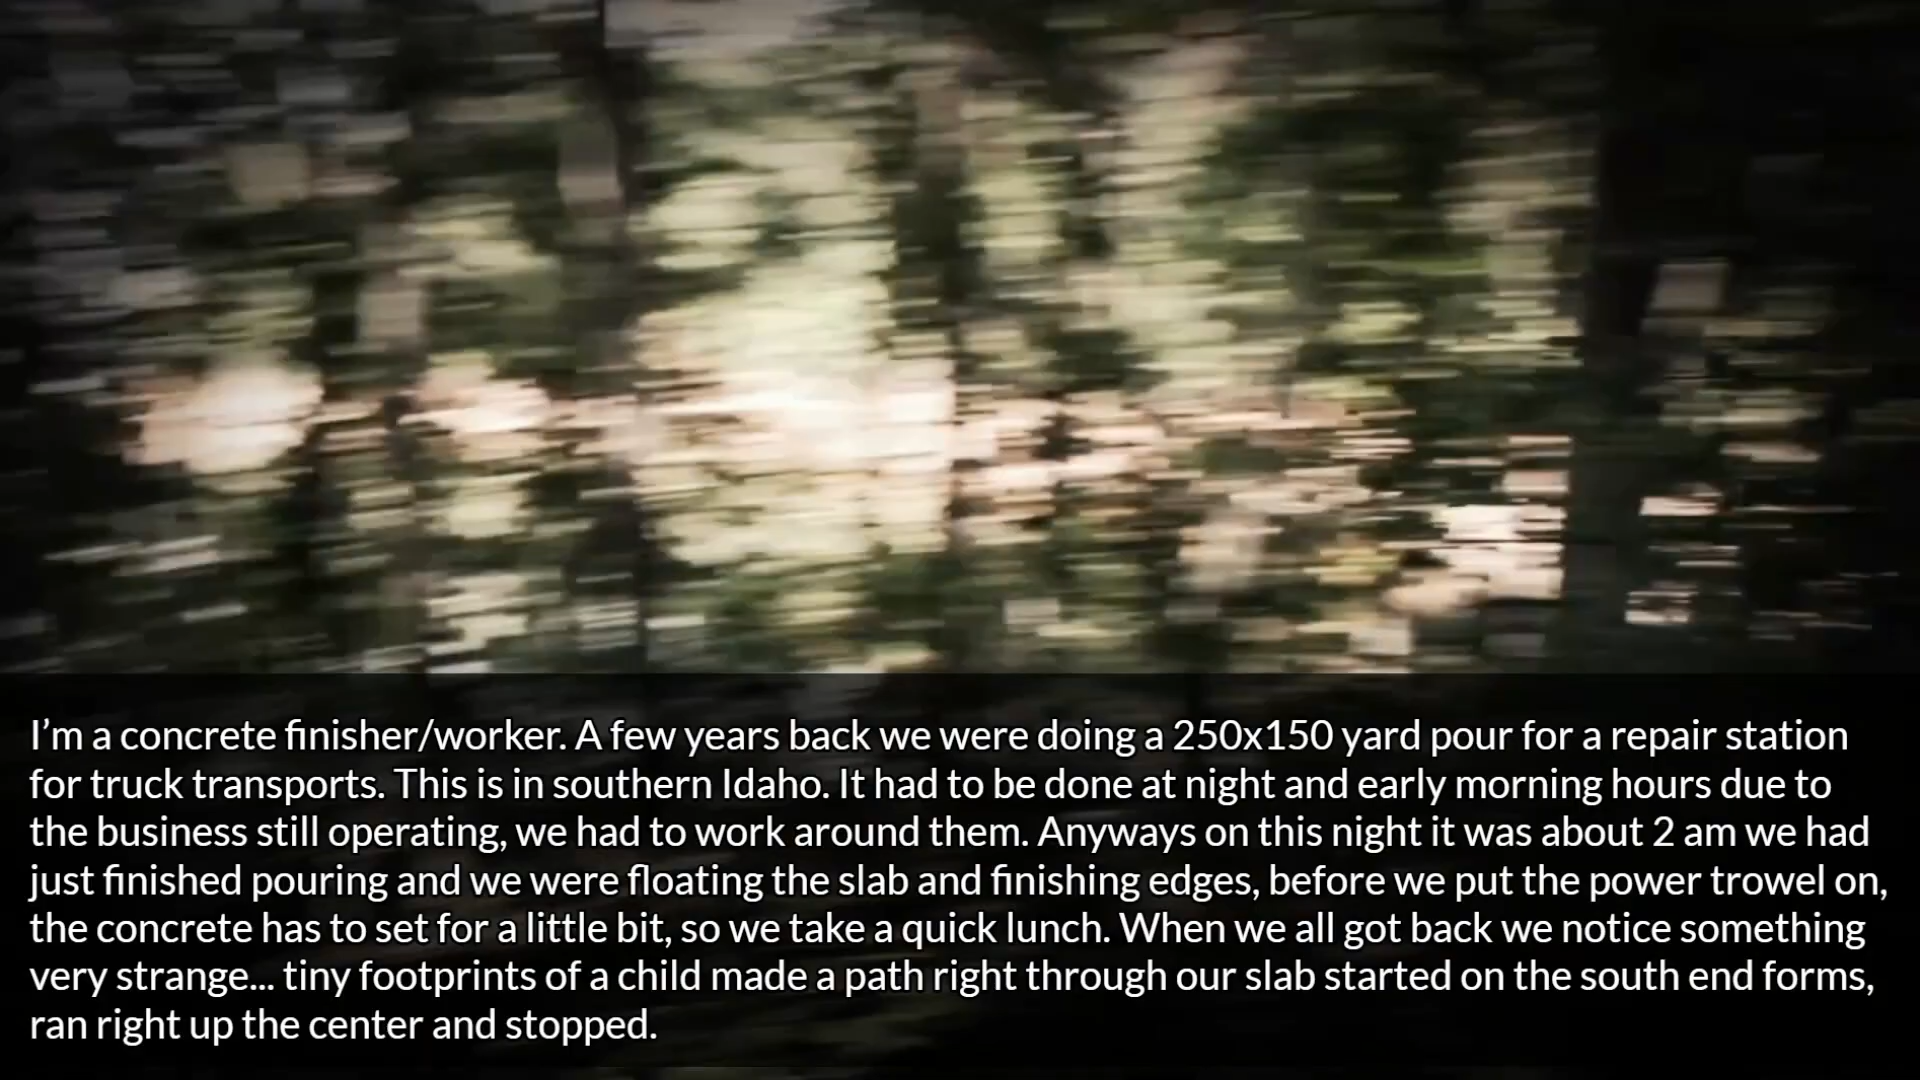 I’m a concrete finisher/worker. A few years back we were doing a 250x150 yard pour for a repair station
for truck transports. This is in southern Idaho. It had to be done at night and early morning hours due to
the business still operating, we had to work around them. Anyways on this night it was about 2 am we had
just finished pouring and we were floating the slab and finishing edges, before we put the power trowel on,
the concrete has to set for a little bit, so we take a quick lunch. When we all got back we notice something
very strange... tiny footprints of a child made a path right through our slab started on the south end forms,
ran right up the center and stopped.